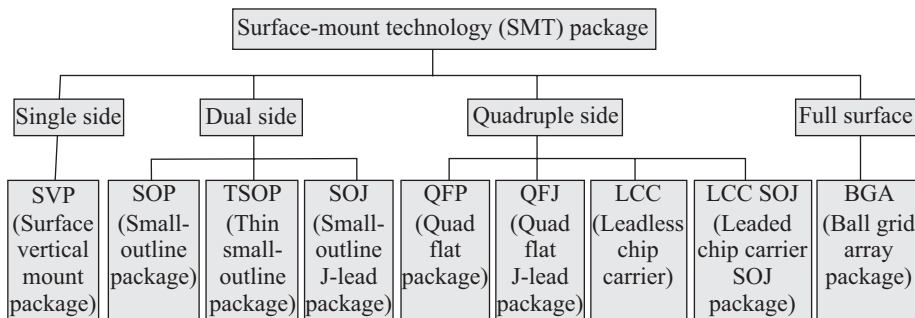 Surface-mount technology (SMT) package
Single side
Dual side
Quadruple side
Full surface
SVP
(Surface
vertical
mount
package)
SOP
(Small-
outline
package)
TSOP
(Thin
small-
outline
package)
SOJ
(Small-
outline
J-lead
package)
QFP
(Quad
flat
package)
QFJ
(Quad
flat
J-lead
package)
LCC
(Leadless
chip
carrier)
LCC SOJ
(Leaded
chip carrier
SOJ
package)
BGA
(Ball grid
array
package)